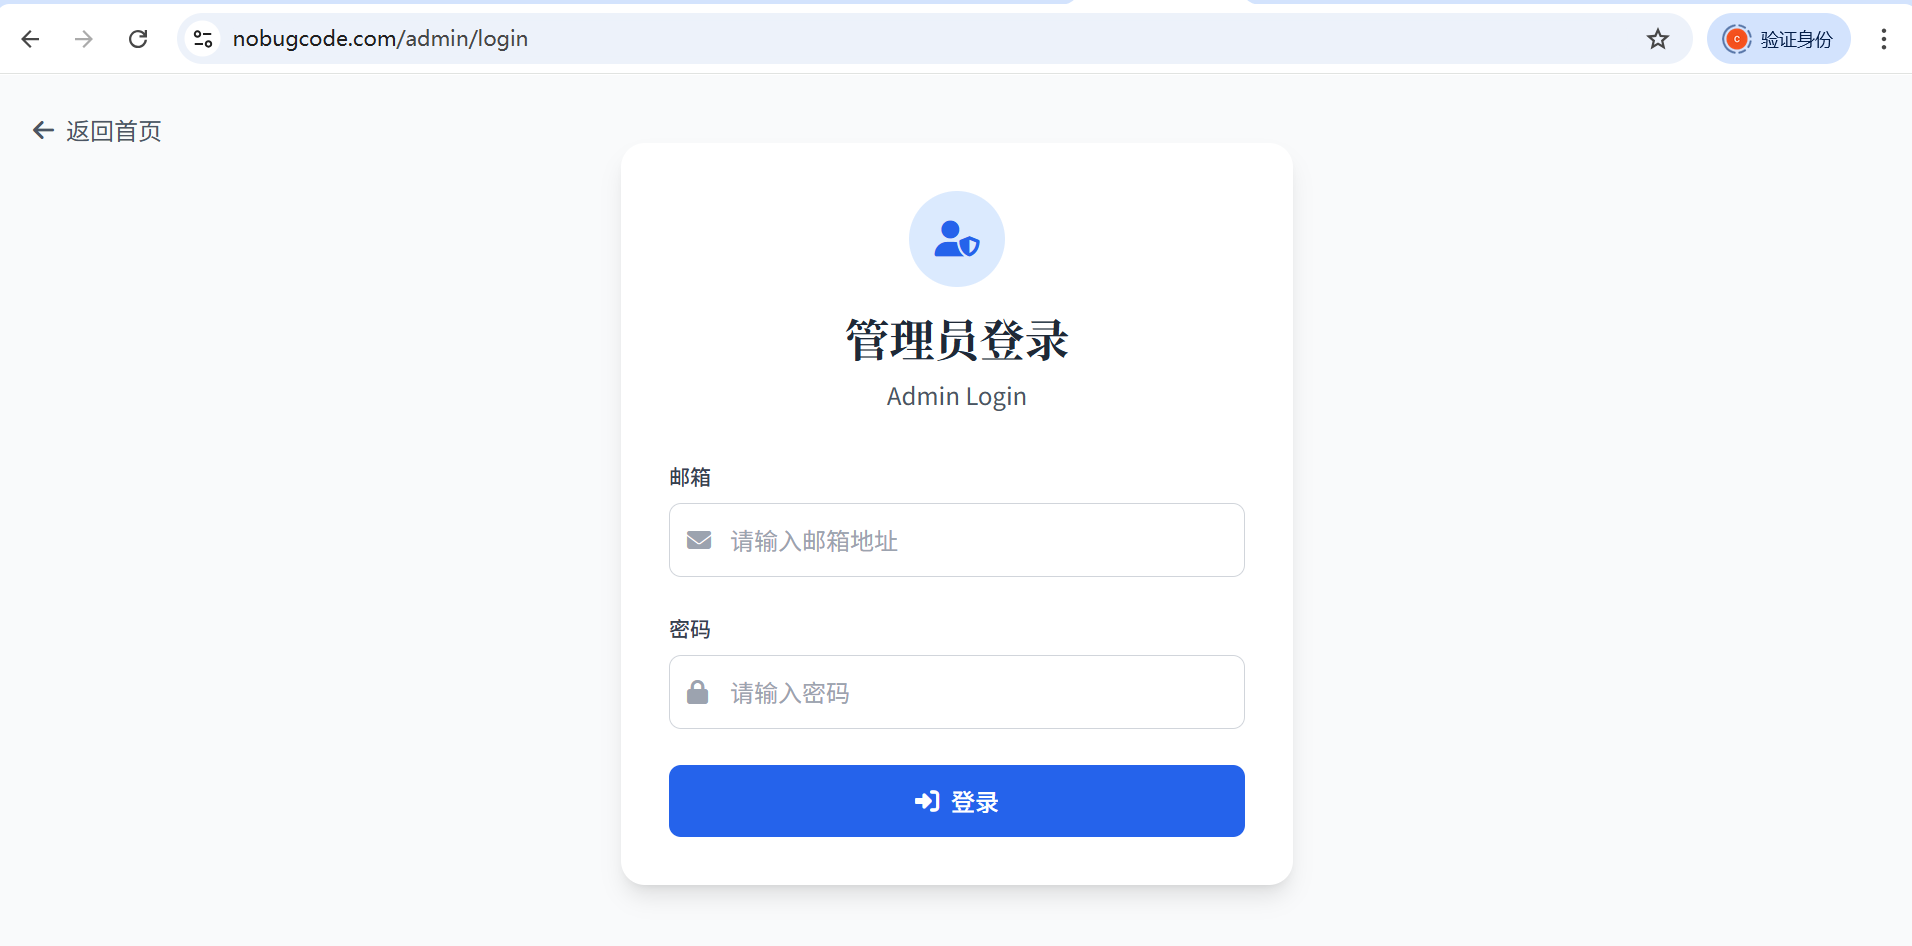 nobugcode.com/admin/login
验证身份
返回首页
管理员登录
Admin Login
邮箱
请输入邮箱地址
密码
请输入密码
登录